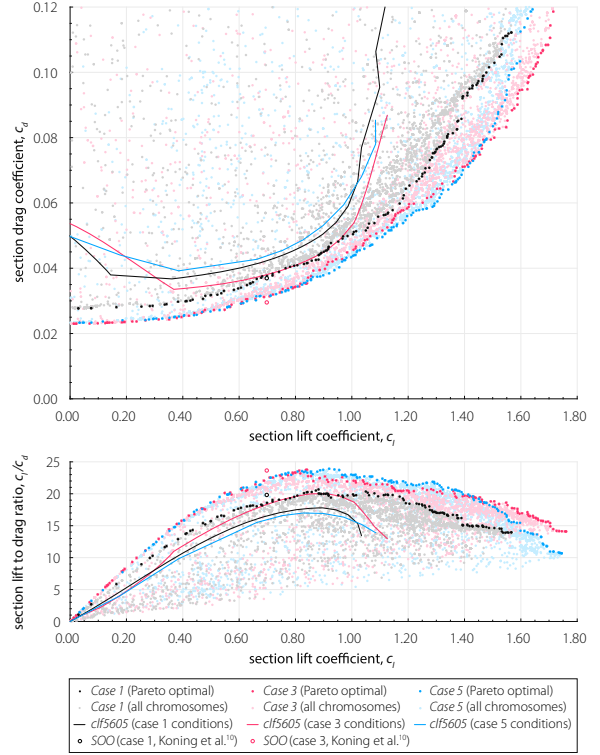 section drag coefficient, c_d
0.12
0.10
0.08
0.06
0.04
0.02
0.00
0.00 0.20 0.40 0.60 0.80 1.00 1.20 1.40 1.60 1.80
section lift coefficient, c_l
section lift to drag ratio, c_l/c_d
25
20
15
10
5
0
0.00 0.20 0.40 0.60 0.80 1.00 1.20 1.40 1.60 1.80
section lift coefficient, c_l
Case 1 (Pareto optimal) Case 3 (Pareto optimal) Case 5 (Pareto optimal)
Case 1 (all chromosomes) Case 3 (all chromosomes) Case 5 (all chromosomes)
clf5605 (case 1 conditions) clf5605 (case 3 conditions) clf5605 (case 5 conditions)
SOO (case 1, Koning et al.¹⁰) SOO (case 3, Koning et al.¹⁰)